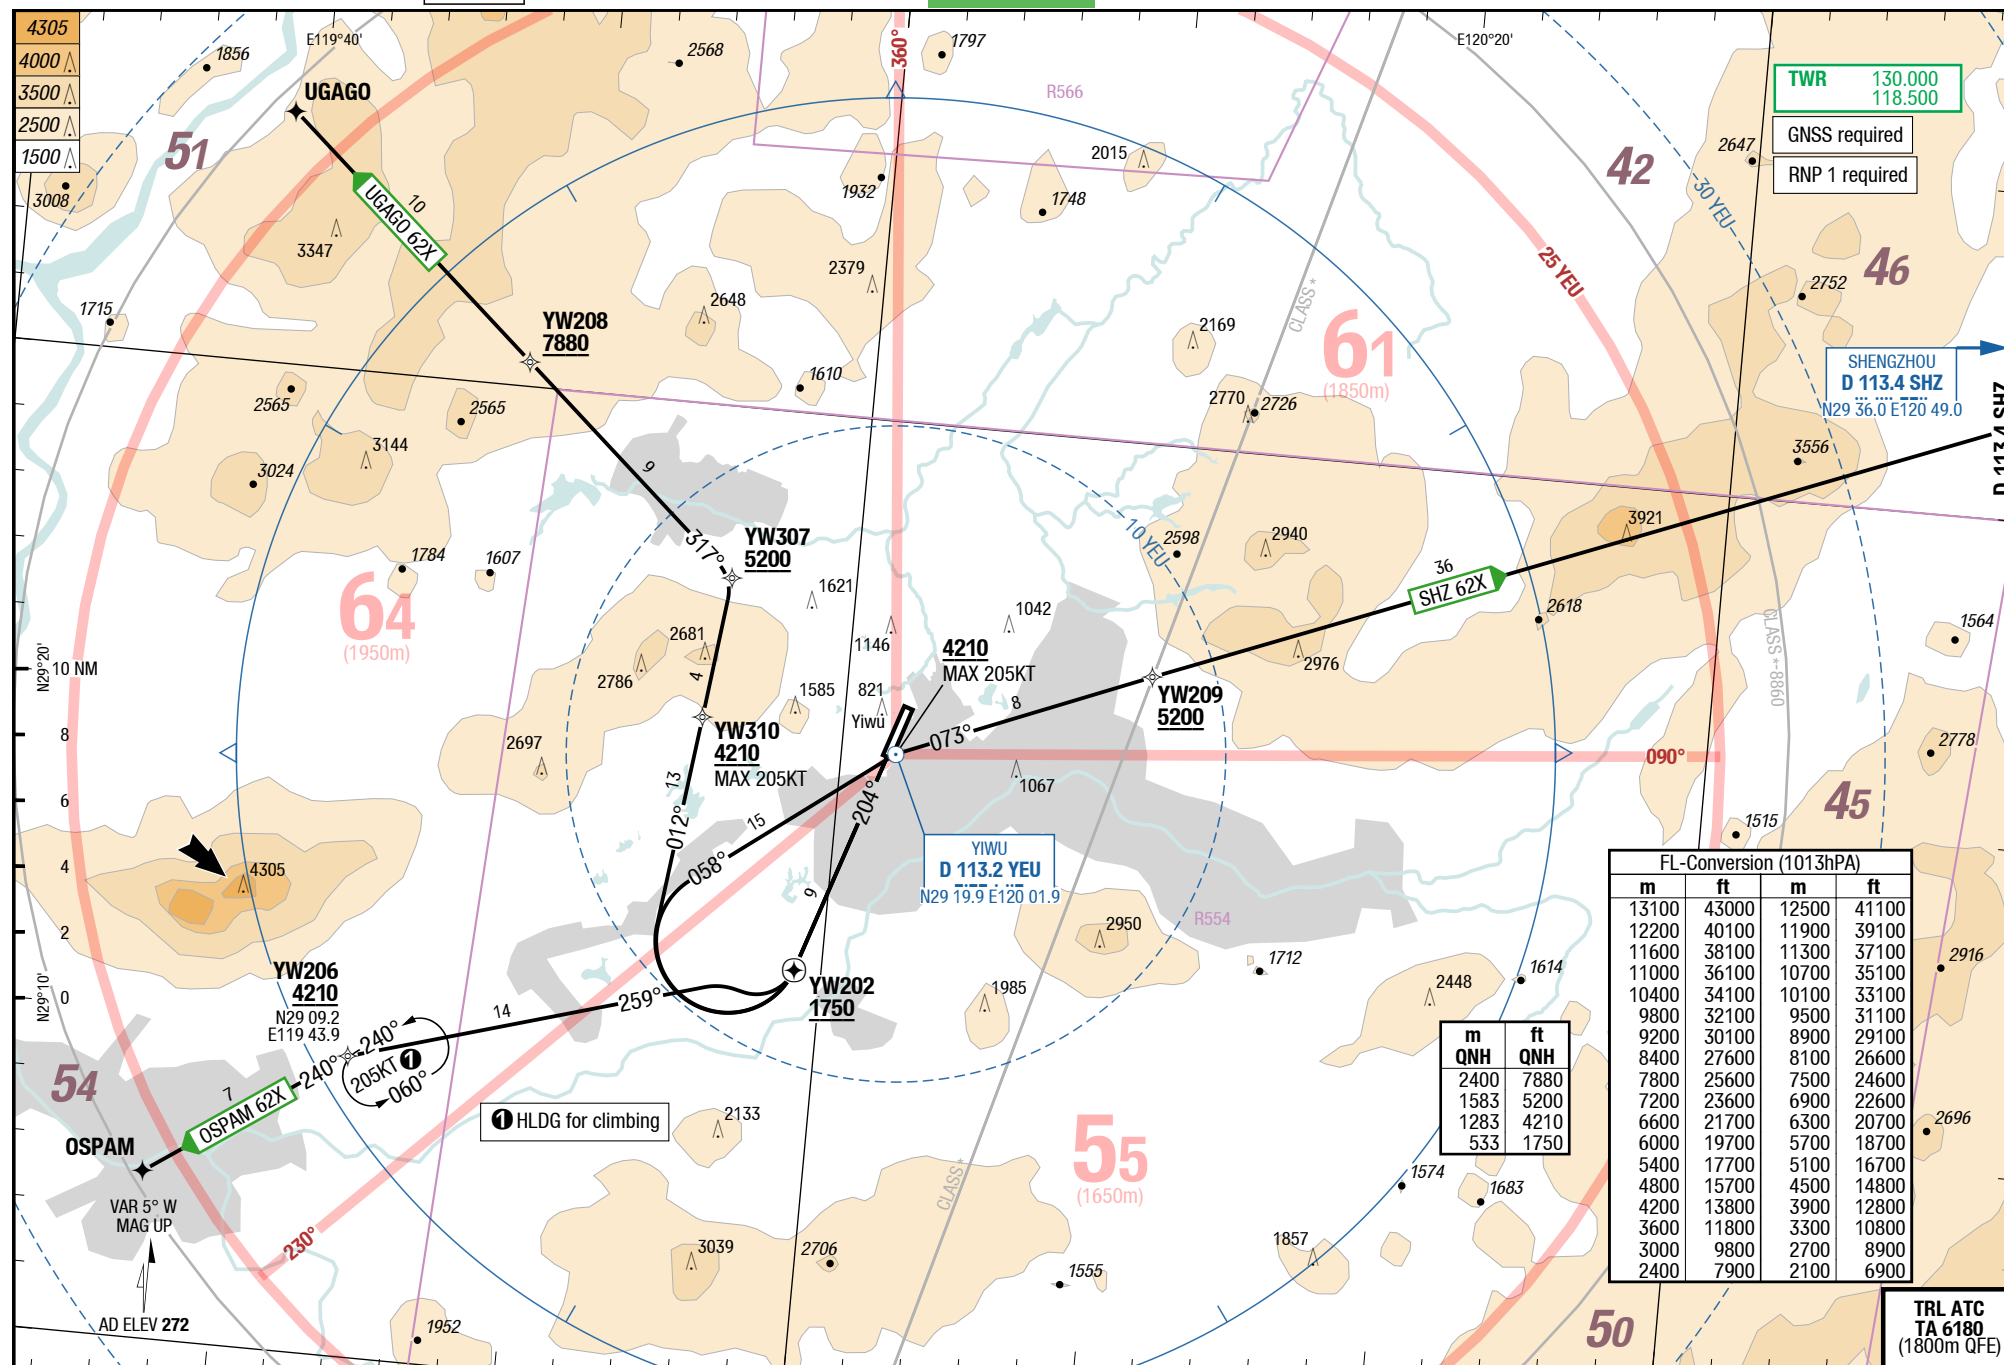 4305
4000
3500
2500
1500
3008
51
1856
E119°40'
UGAGO
2568
360°
1797
R566
E120°20'
TWR 130.000
118.500
GNSS required
RNP 1 required
42
2647
30 YEU
46
2752
10
UGAGO 62X
3347
1932
2015
1748
2379
2648
25 YEU
CLASS *
1715
YW208
7880
2169
61
(1850m)
SHENGZHOU
D 113.4 SHZ
N29 36.0 E120 49.0
D 113.4 SHZ
1610
2565
2565
2770
2726
3144
3024
3556
9
317°
YW307
5200
10 YEU
2598
2940
3921
36
SHZ 62X
1784
1607
64
(1950m)
1621
1042
2618
CLASS *-8860
1564
2681
1146
4210
MAX 205KT
2976
N29°20'
10 NM
8
6
4
2
0
N29°10'
2786
4
1585
821
Yiwu
8
073°
YW209
5200
YW310
4210
MAX 205KT
2697
2778
090°
1067
13
012°
15
058°
204°
9
45
1515
4305
YIWU
D 113.2 YEU
N29 19.9 E120 01.9
R554
2950
1712
FL-Conversion (1013hPA)
m ft m ft
13100 43000 12500 41100
12200 40100 11900 39100
11600 38100 11300 37100
11000 36100 10700 35100
10400 34100 10100 33100
9800 32100 9500 31100
9200 30100 8900 29100
8400 27600 8100 26600
7800 25600 7500 24600
7200 23600 6900 22600
6600 21700 6300 20700
6000 19700 5700 18700
5400 17700 5100 16700
4800 15700 4500 14800
4200 13800 3900 12800
3600 11800 3300 10800
3000 9800 2700 8900
2400 7900 2100 6900
2916
2696
YW206
4210
N29 09.2
E119 43.9
14
259°
YW202
1750
1985
2448
1614
m ft
QNH QNH
2400 7880
1583 5200
1283 4210
533 1750
54
240°
240°
205KT 1
060°
7
OSPAM 62X
OSPAM
1 HLDG for climbing
2133
55
(1650m)
CLASS *
1574
1683
VAR 5° W
MAG UP
230°
3039
2706
1555
1857
AD ELEV 272
1952
50
TRL ATC
TA 6180
(1800m QFE)